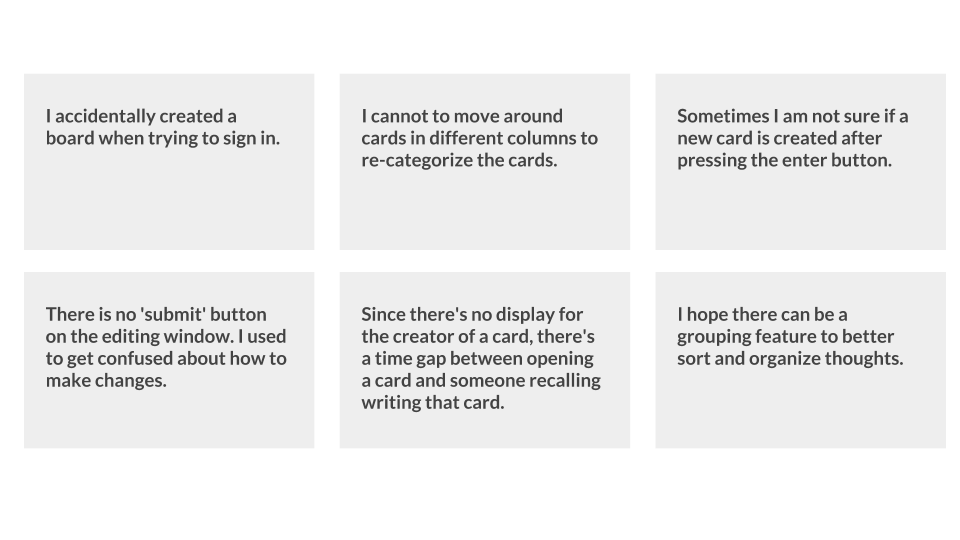 I accidentally created a
board when trying to sign in.
I cannot to move around
cards in different columns to
re-categorize the cards.
Sometimes I am not sure if a
new card is created after
pressing the enter button.
There is no 'submit' button
on the editing window. I used
to get confused about how to
make changes.
Since there's no display for
the creator of a card, there's
a time gap between opening
a card and someone recalling
writing that card.
I hope there can be a
grouping feature to better
sort and organize thoughts.